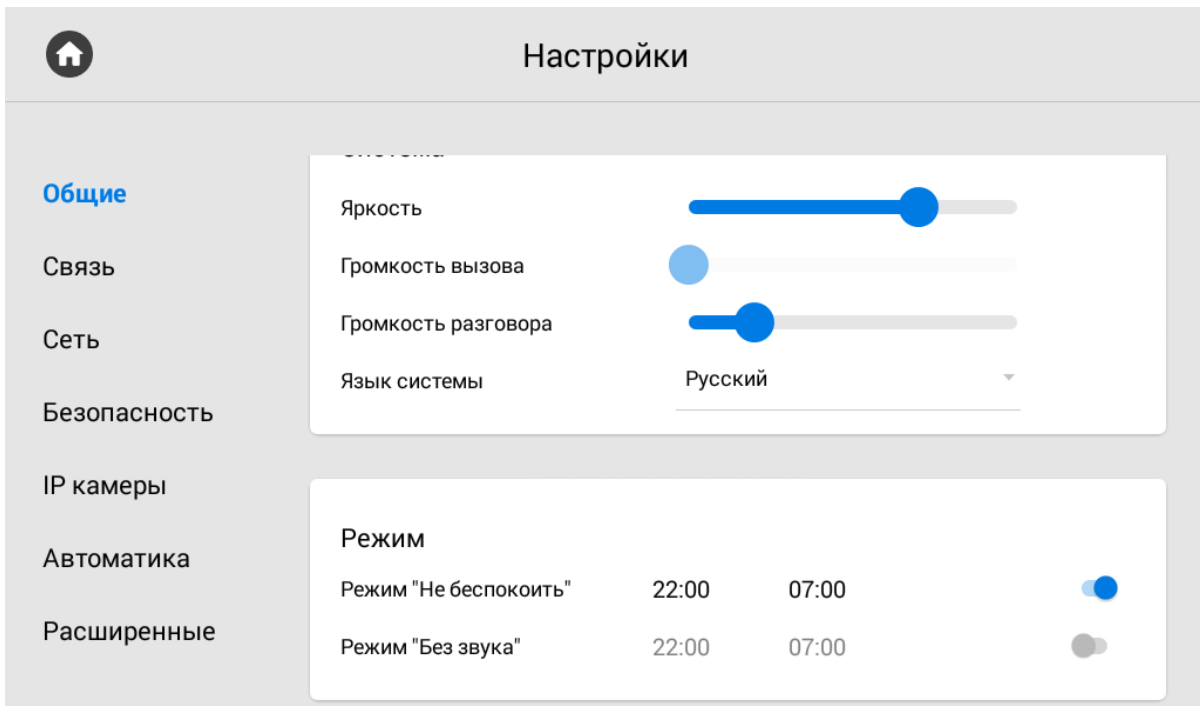 Настройки
Общие
Связь
Сеть
Безопасность
IP камеры
Автоматика
Расширенные
Яркость
Громкость вызова
Громкость разговора
Язык системы Русский
Режим
Режим "Не беспокоить" 22:00 07:00
Режим "Без звука" 22:00 07:00